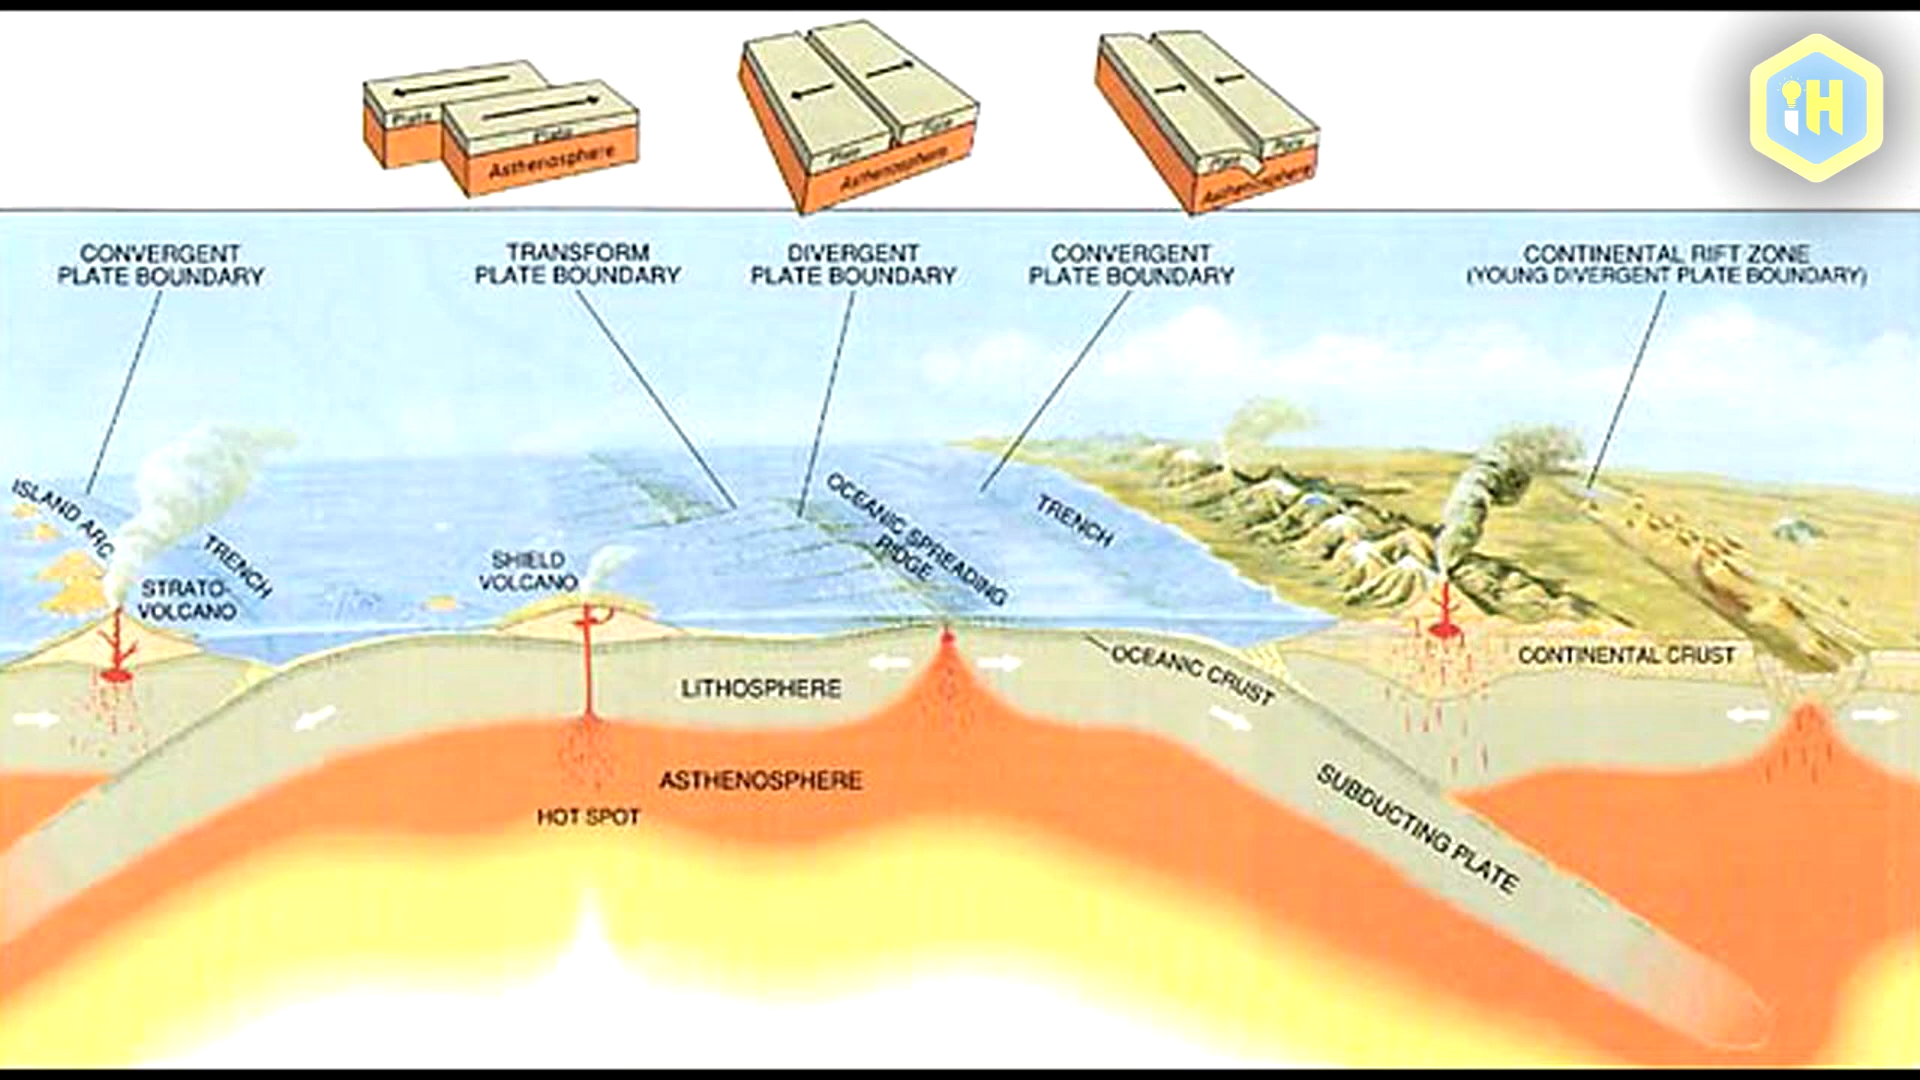 iH
Plate
Plate
Asthenosphere
Plate
Plate
Asthenosphere
Plate
Plate
Asthenosphere
CONVERGENT
PLATE BOUNDARY
TRANSFORM
PLATE BOUNDARY
DIVERGENT
PLATE BOUNDARY
CONVERGENT
PLATE BOUNDARY
CONTINENTAL RIFT ZONE
(YOUNG DIVERGENT PLATE BOUNDARY)
ISLAND ARC
TRENCH
STRATO-
VOLCANO
SHIELD
VOLCANO
OCEANIC SPREADING
RIDGE
TRENCH
LITHOSPHERE
OCEANIC CRUST
CONTINENTAL CRUST
ASTHENOSPHERE
HOT SPOT
SUBDUCTING PLATE